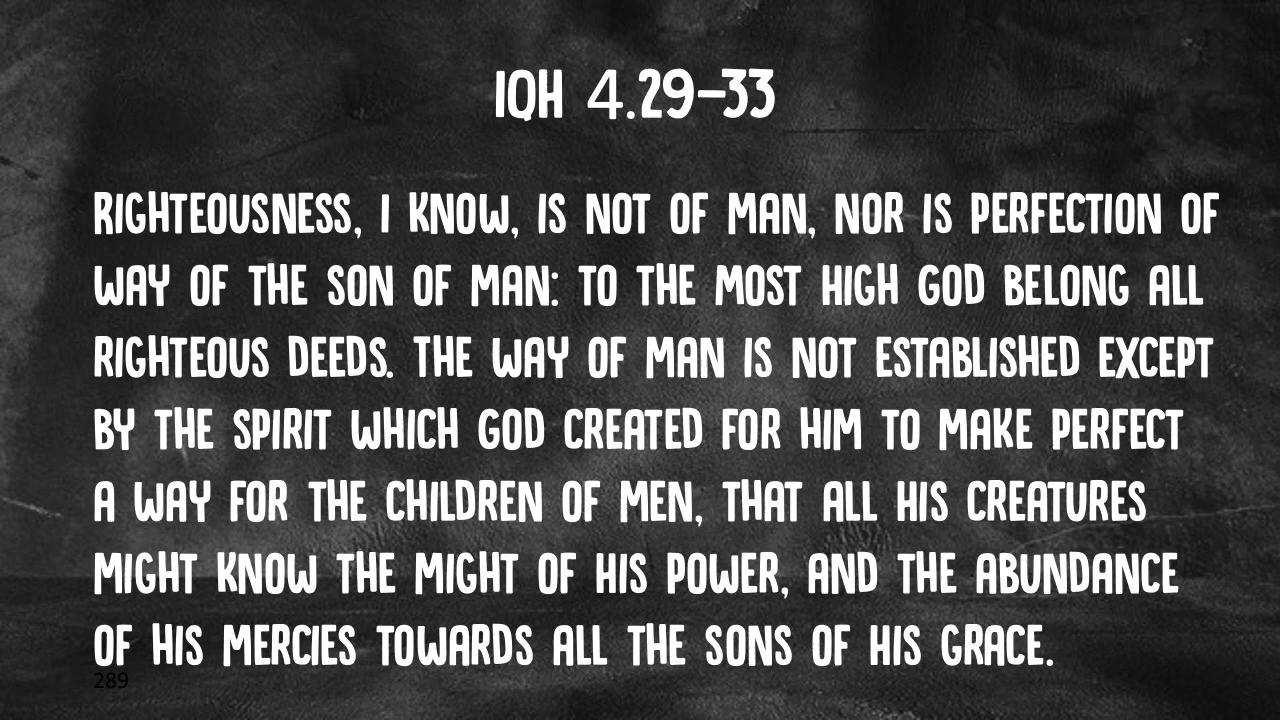 IQH 4.29–33
RIGHTEOUSNESS, I KNOW, IS NOT OF MAN, NOR IS PERFECTION OF
WAY OF THE SON OF MAN: TO THE MOST HIGH GOD BELONG ALL
RIGHTEOUS DEEDS. THE WAY OF MAN IS NOT ESTABLISHED EXCEPT
BY THE SPIRIT WHICH GOD CREATED FOR HIM TO MAKE PERFECT
A WAY FOR THE CHILDREN OF MEN, THAT ALL HIS CREATURES
MIGHT KNOW THE MIGHT OF HIS POWER, AND THE ABUNDANCE
OF HIS MERCIES TOWARDS ALL THE SONS OF HIS GRACE.
289